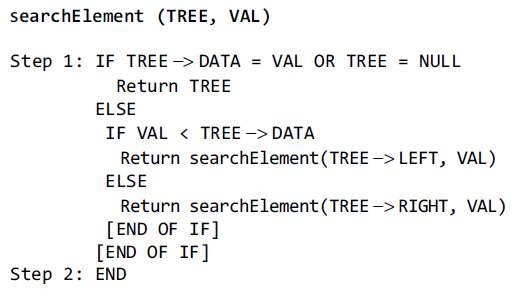 searchElement (TREE, VAL)
Step 1: IF TREE -> DATA = VAL OR TREE = NULL
Return TREE
ELSE
IF VAL < TREE -> DATA
Return searchElement(TREE -> LEFT, VAL)
ELSE
Return searchElement(TREE -> RIGHT, VAL)
[END OF IF]
[END OF IF]
Step 2: END